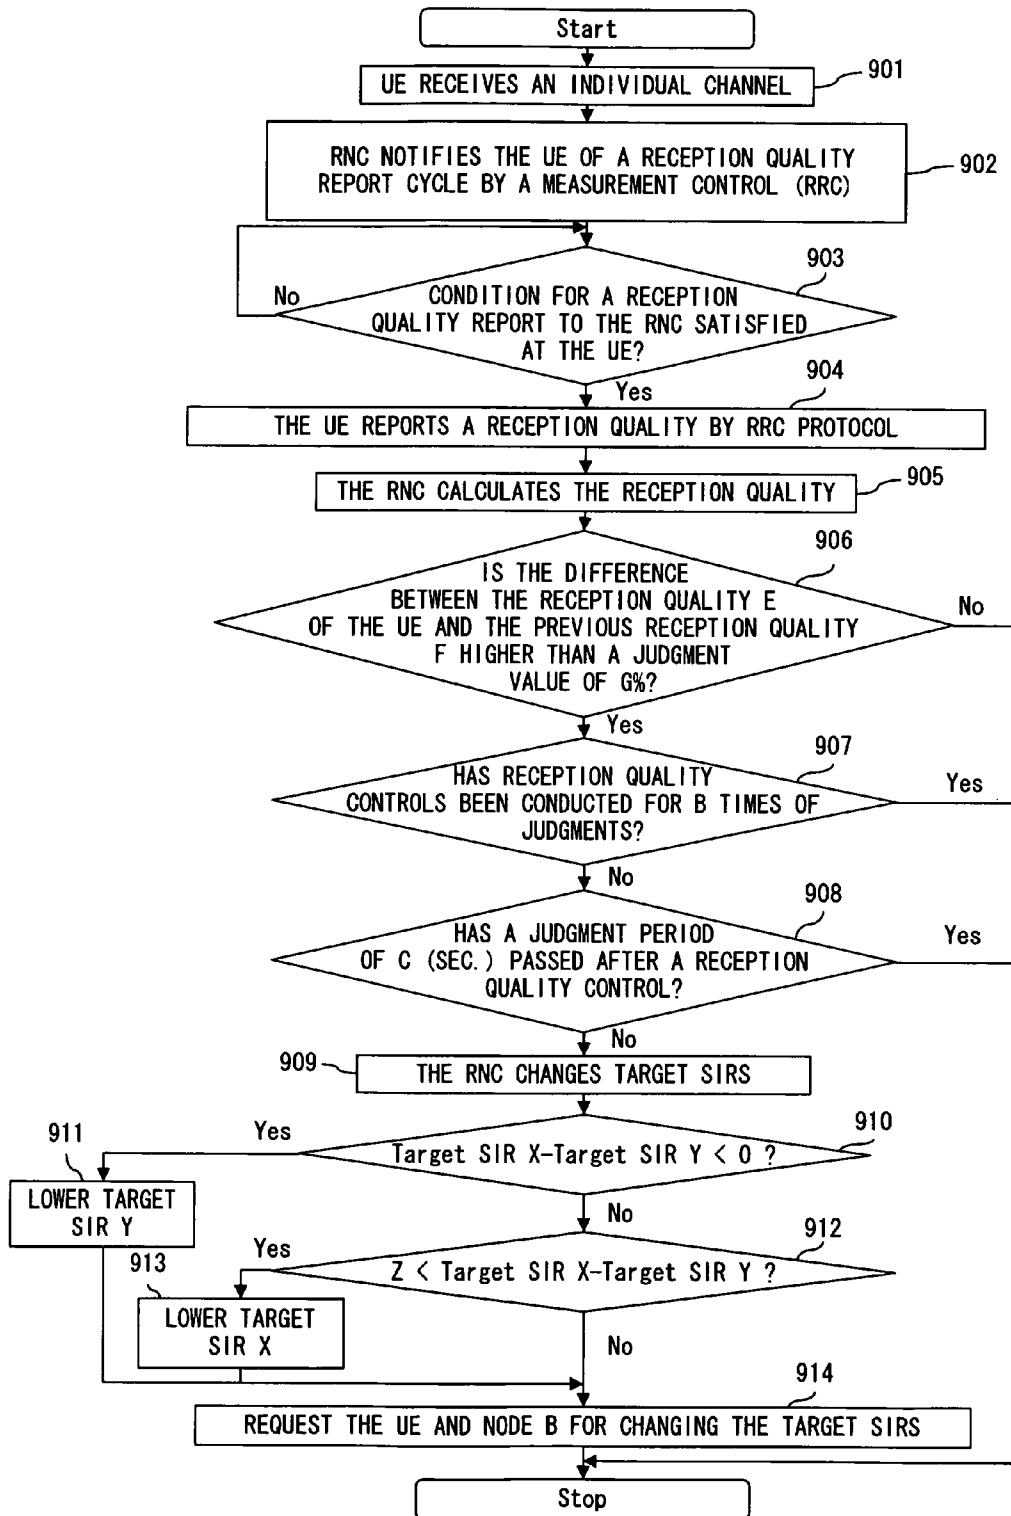 Start
UE RECEIVES AN INDIVIDUAL CHANNEL
901
RNC NOTIFIES THE UE OF A RECEPTION QUALITY
REPORT CYCLE BY A MEASUREMENT CONTROL (RRC)
902
903
No
CONDITION FOR A RECEPTION
QUALITY REPORT TO THE RNC SATISFIED
AT THE UE?
Yes
904
THE UE REPORTS A RECEPTION QUALITY BY RRC PROTOCOL
THE RNC CALCULATES THE RECEPTION QUALITY
905
906
IS THE DIFFERENCE
BETWEEN THE RECEPTION QUALITY E
OF THE UE AND THE PREVIOUS RECEPTION QUALITY
F HIGHER THAN A JUDGMENT
VALUE OF G%?
No
Yes
907
HAS RECEPTION QUALITY
CONTROLS BEEN CONDUCTED FOR B TIMES OF
JUDGMENTS?
Yes
No
908
HAS A JUDGMENT PERIOD
OF C (SEC.) PASSED AFTER A RECEPTION
QUALITY CONTROL?
Yes
No
909
THE RNC CHANGES TARGET SIRS
910
Target SIR X-Target SIR Y < 0 ?
Yes
911
LOWER TARGET
SIR Y
No
912
Z < Target SIR X-Target SIR Y ?
Yes
913
LOWER TARGET
SIR X
No
914
REQUEST THE UE AND NODE B FOR CHANGING THE TARGET SIRS
Stop